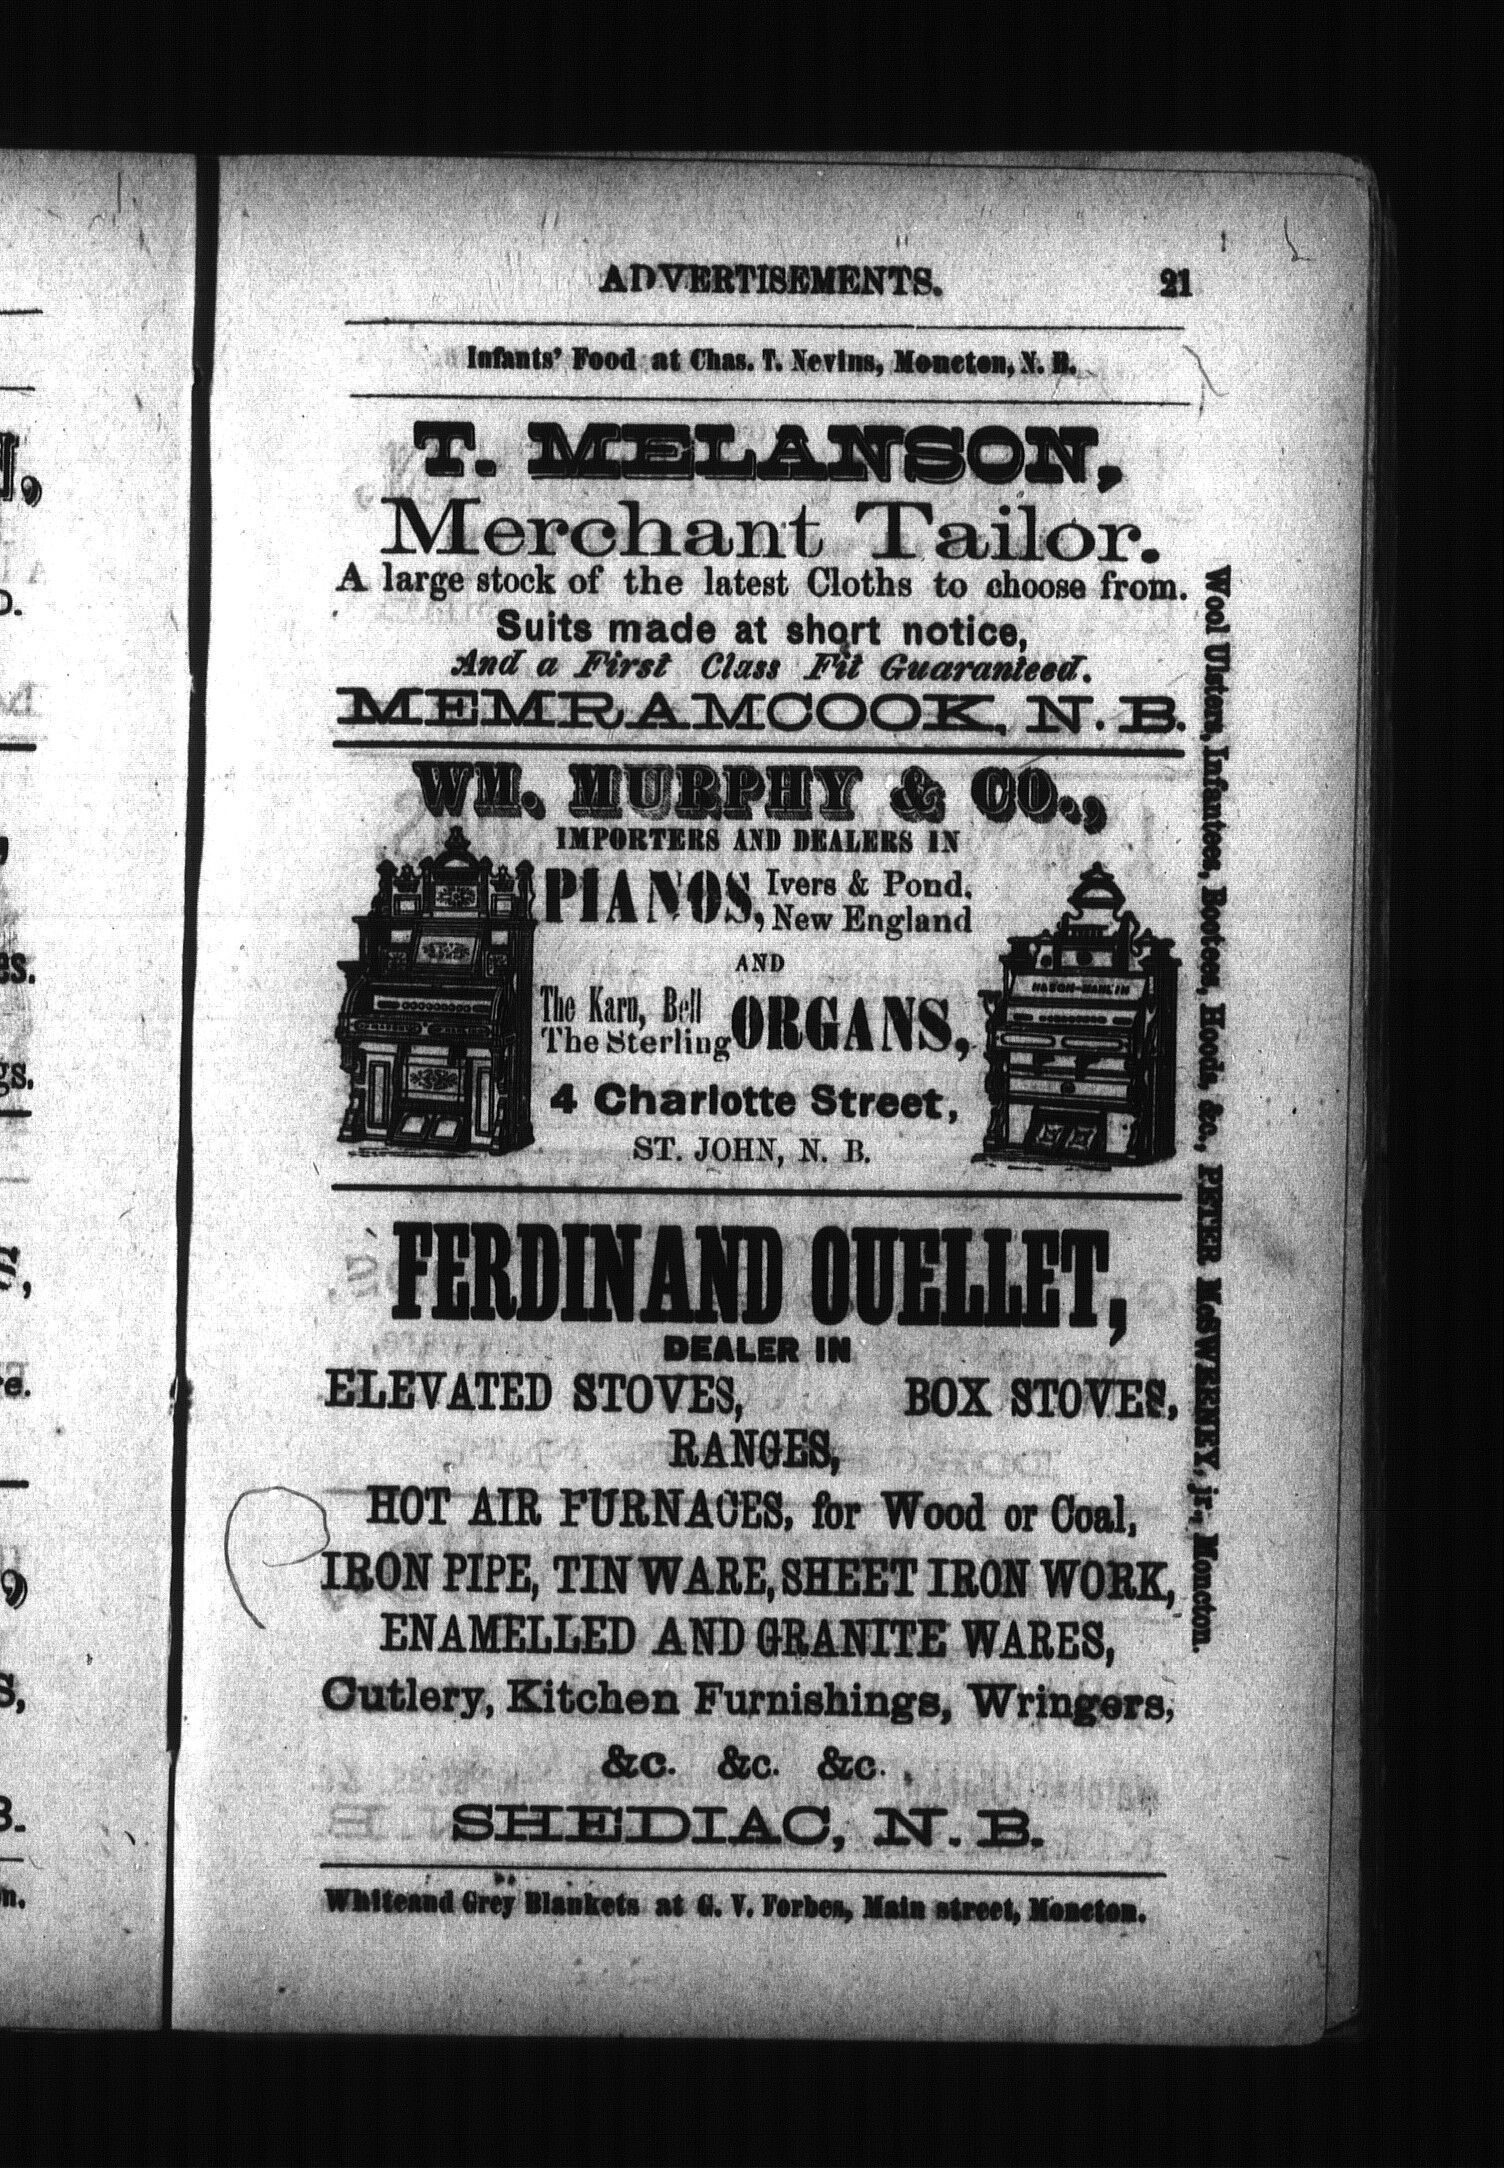 ADVERTISEMENTS. 21
Infants' Food at Chas. T. Nevins, Moncton, N. B.
T. MELANSON,
Merchant Tailor.
A large stock of the latest Cloths to choose from.
Suits made at short notice,
And a First Class Fit Guaranteed.
MEMRAMCOOK, N. B.
WM. MURPHY & CO.,
IMPORTERS AND DEALERS IN
PIANOS, Ivers & Pond,
New England
AND
The Karn, Bell
The Sterling ORGANS,
MASON-HAMLIN
4 Charlotte Street,
ST. JOHN, N. B.
FERDINAND OUELLET,
DEALER IN
ELEVATED STOVES, BOX STOVES,
RANGES,
HOT AIR FURNACES, for Wood or Coal,
IRON PIPE, TINWARE, SHEET IRON WORK,
ENAMELLED AND GRANITE WARES,
Cutlery, Kitchen Furnishings, Wringers,
&c. &c. &c.
SHEDIAC, N. B.
White and Grey Blankets at G. V. Forbes, Main street, Moncton.
Wool Ulsters, Infantees, Bootees, Hoods, &c., PETER McSWEENEY, jr., Moncton.